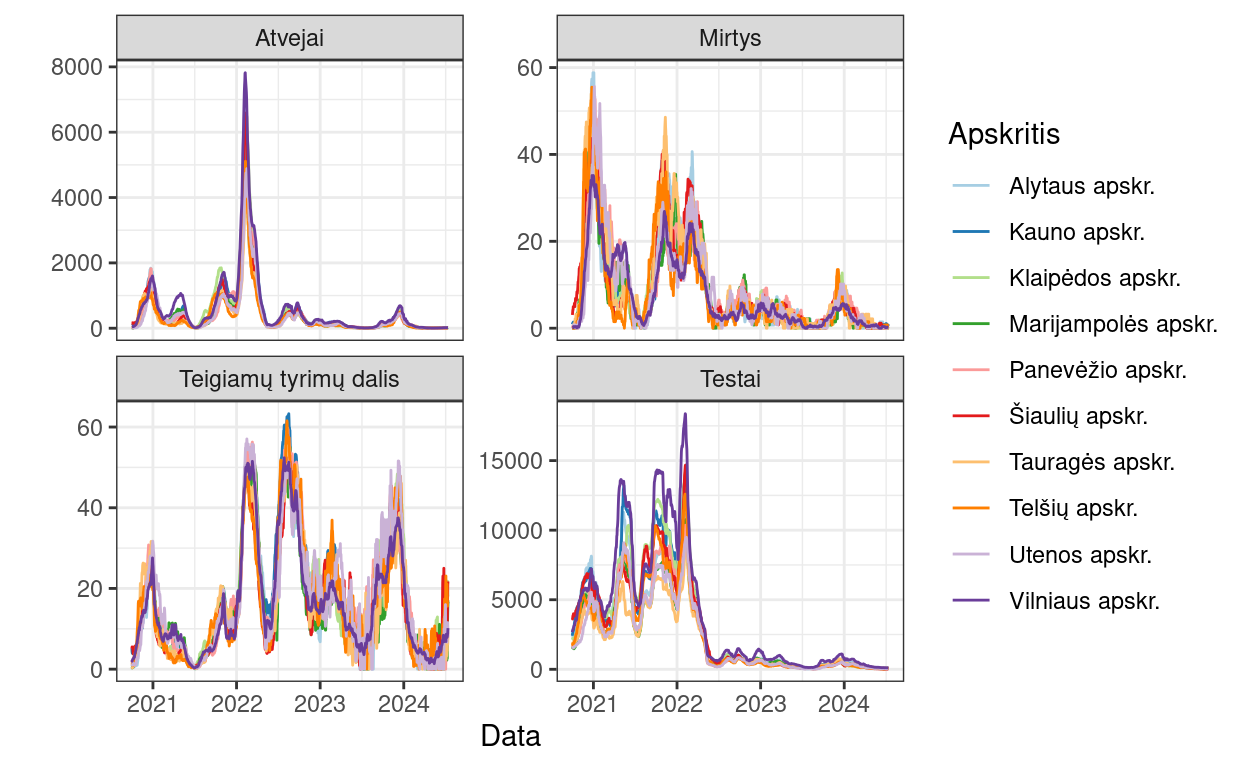 Atvejai
Mirtys
8000
6000
4000
2000
0
60
40
20
0
Teigiamų tyrimų dalis
Testai
60
40
20
0
15000
10000
5000
0
2021 2022 2023 2024
2021 2022 2023 2024
Data
Apskritis
Alytaus apskr.
Kauno apskr.
Klaipėdos apskr.
Marijampolės apskr.
Panevėžio apskr.
Šiaulių apskr.
Tauragės apskr.
Telšių apskr.
Utenos apskr.
Vilniaus apskr.